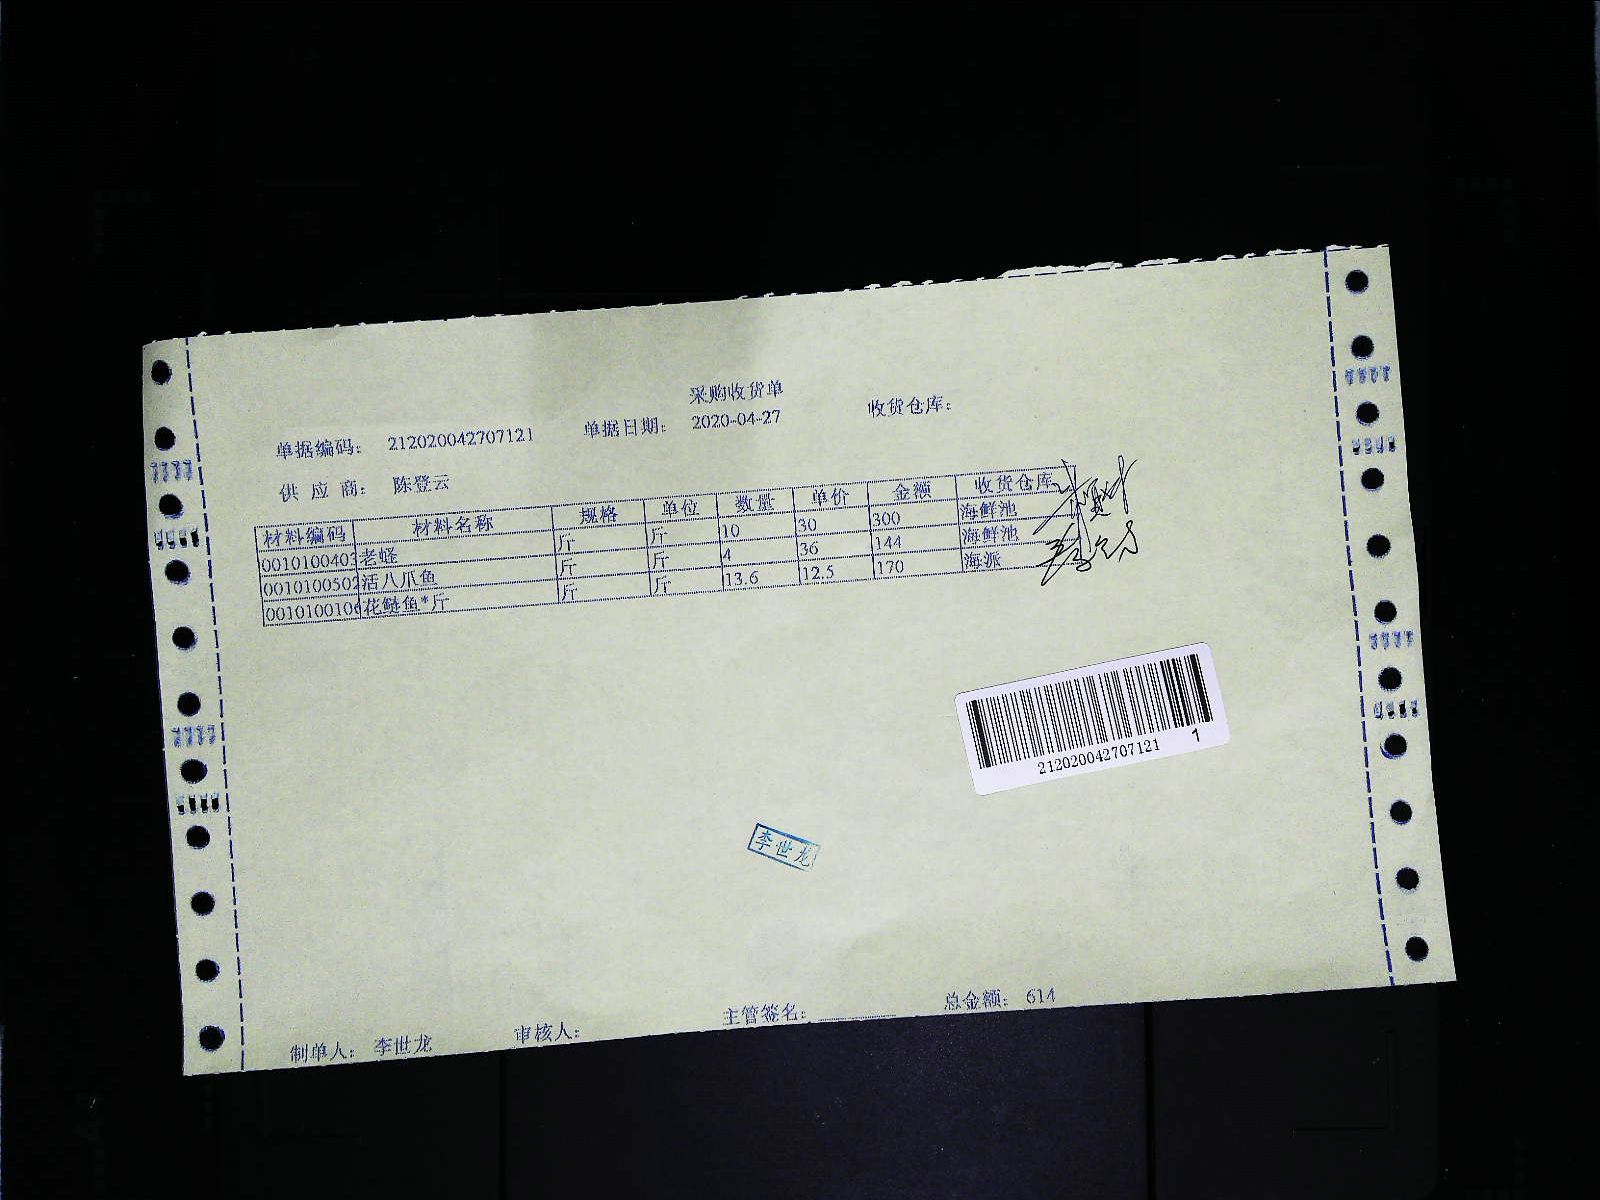 采购收货单
单据编码: 212020042707121 单据日期: 2020-04-27 收货仓库:
供 应 商: 陈登云
材料编码 材料名称 规格 单位 数量 单价 金额 收货仓库
0010100403 老蛏 斤 斤 10 30 300 海鲜池
0010100502 活八爪鱼 斤 斤 4 36 144 海鲜池
0010100106 花鲢鱼*斤 斤 斤 13.6 12.5 170 海派
212020042707121 1
李世龙
制单人: 李世龙 审核人: 主管签名: 总金额: 614